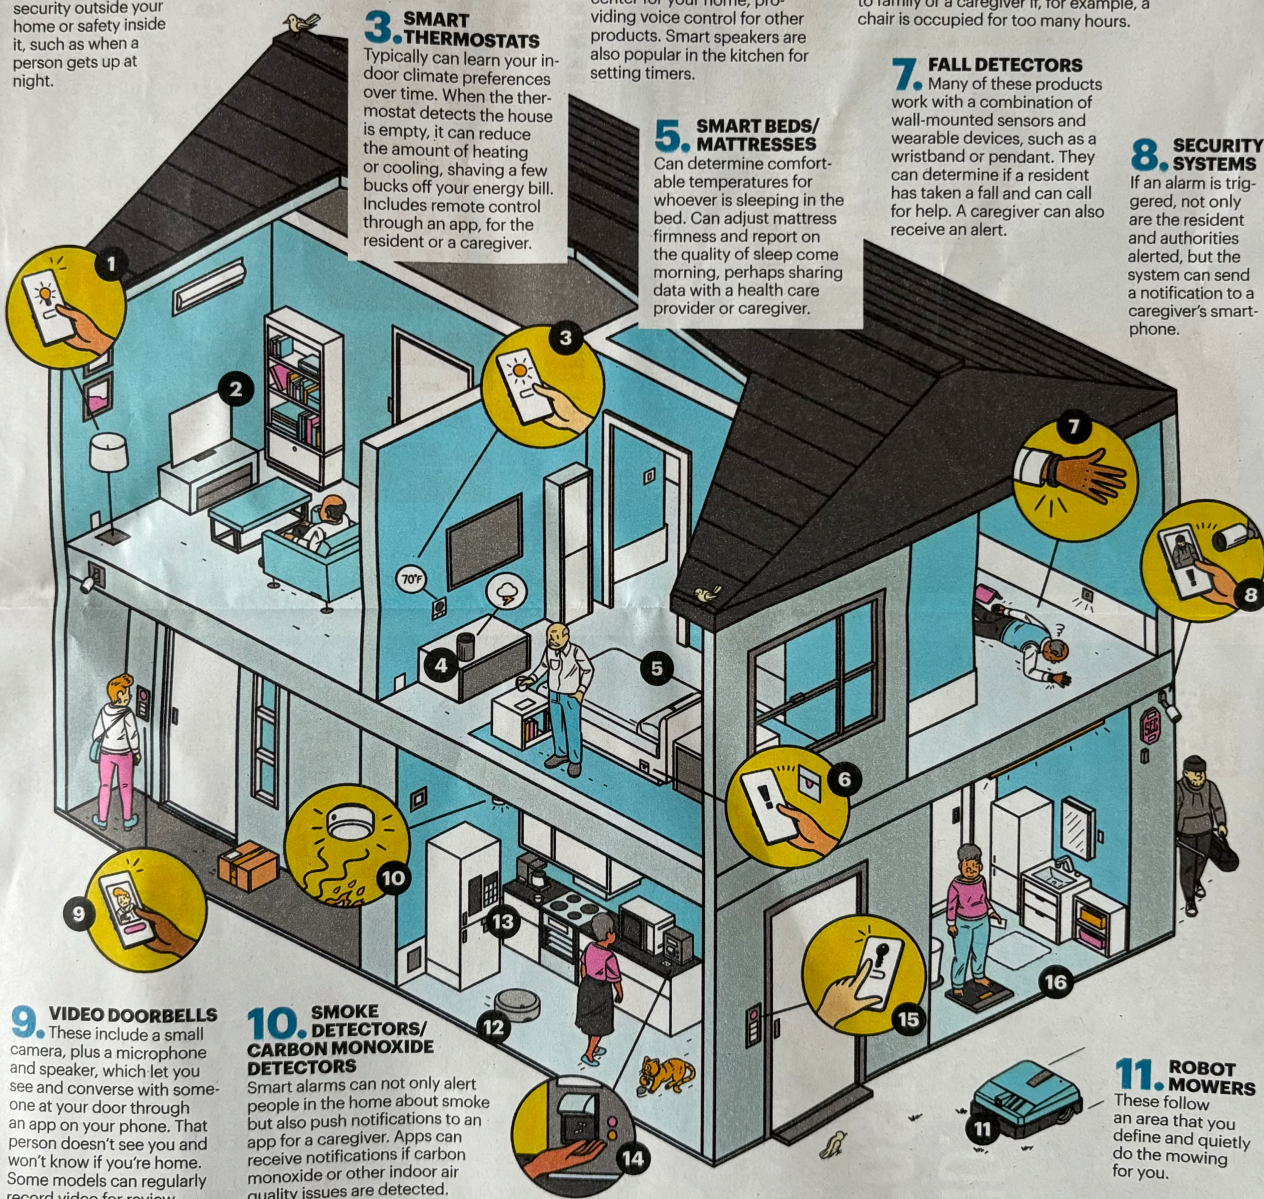 security outside your
home or safety inside
it, such as when a
person gets up at
night.
3. SMART
THERMOSTATS
Typically can learn your in-
door climate preferences
over time. When the ther-
mostat detects the house
is empty, it can reduce
the amount of heating
or cooling, shaving a few
bucks off your energy bill.
Includes remote control
through an app, for the
resident or a caregiver.
center for your home, pro-
viding voice control for other
products. Smart speakers are
also popular in the kitchen for
setting timers.
5. SMART BEDS/
MATTRESSES
Can determine comfort-
able temperatures for
whoever is sleeping in the
bed. Can adjust mattress
firmness and report on
the quality of sleep come
morning, perhaps sharing
data with a health care
provider or caregiver.
to family or a caregiver if, for example, a
chair is occupied for too many hours.
7. FALL DETECTORS
Many of these products
work with a combination of
wall-mounted sensors and
wearable devices, such as a
wristband or pendant. They
can determine if a resident
has taken a fall and can call
for help. A caregiver can also
receive an alert.
8. SECURITY
SYSTEMS
If an alarm is trig-
gered, not only
are the resident
and authorities
alerted, but the
system can send
a notification to a
caregiver's smart-
phone.
1
2
3
70°F
4
5
6
7
8
9
10
13
12
14
15
16
11
9. VIDEO DOORBELLS
These include a small
camera, plus a microphone
and speaker, which let you
see and converse with some-
one at your door through
an app on your phone. That
person doesn't see you and
won't know if you're home.
Some models can regularly
record video for review
10. SMOKE
DETECTORS/
CARBON MONOXIDE
DETECTORS
Smart alarms can not only alert
people in the home about smoke
but also push notifications to an
app for a caregiver. Apps can
receive notifications if carbon
monoxide or other indoor air
quality issues are detected.
11. ROBOT
MOWERS
These follow
an area that you
define and quietly
do the mowing
for you.